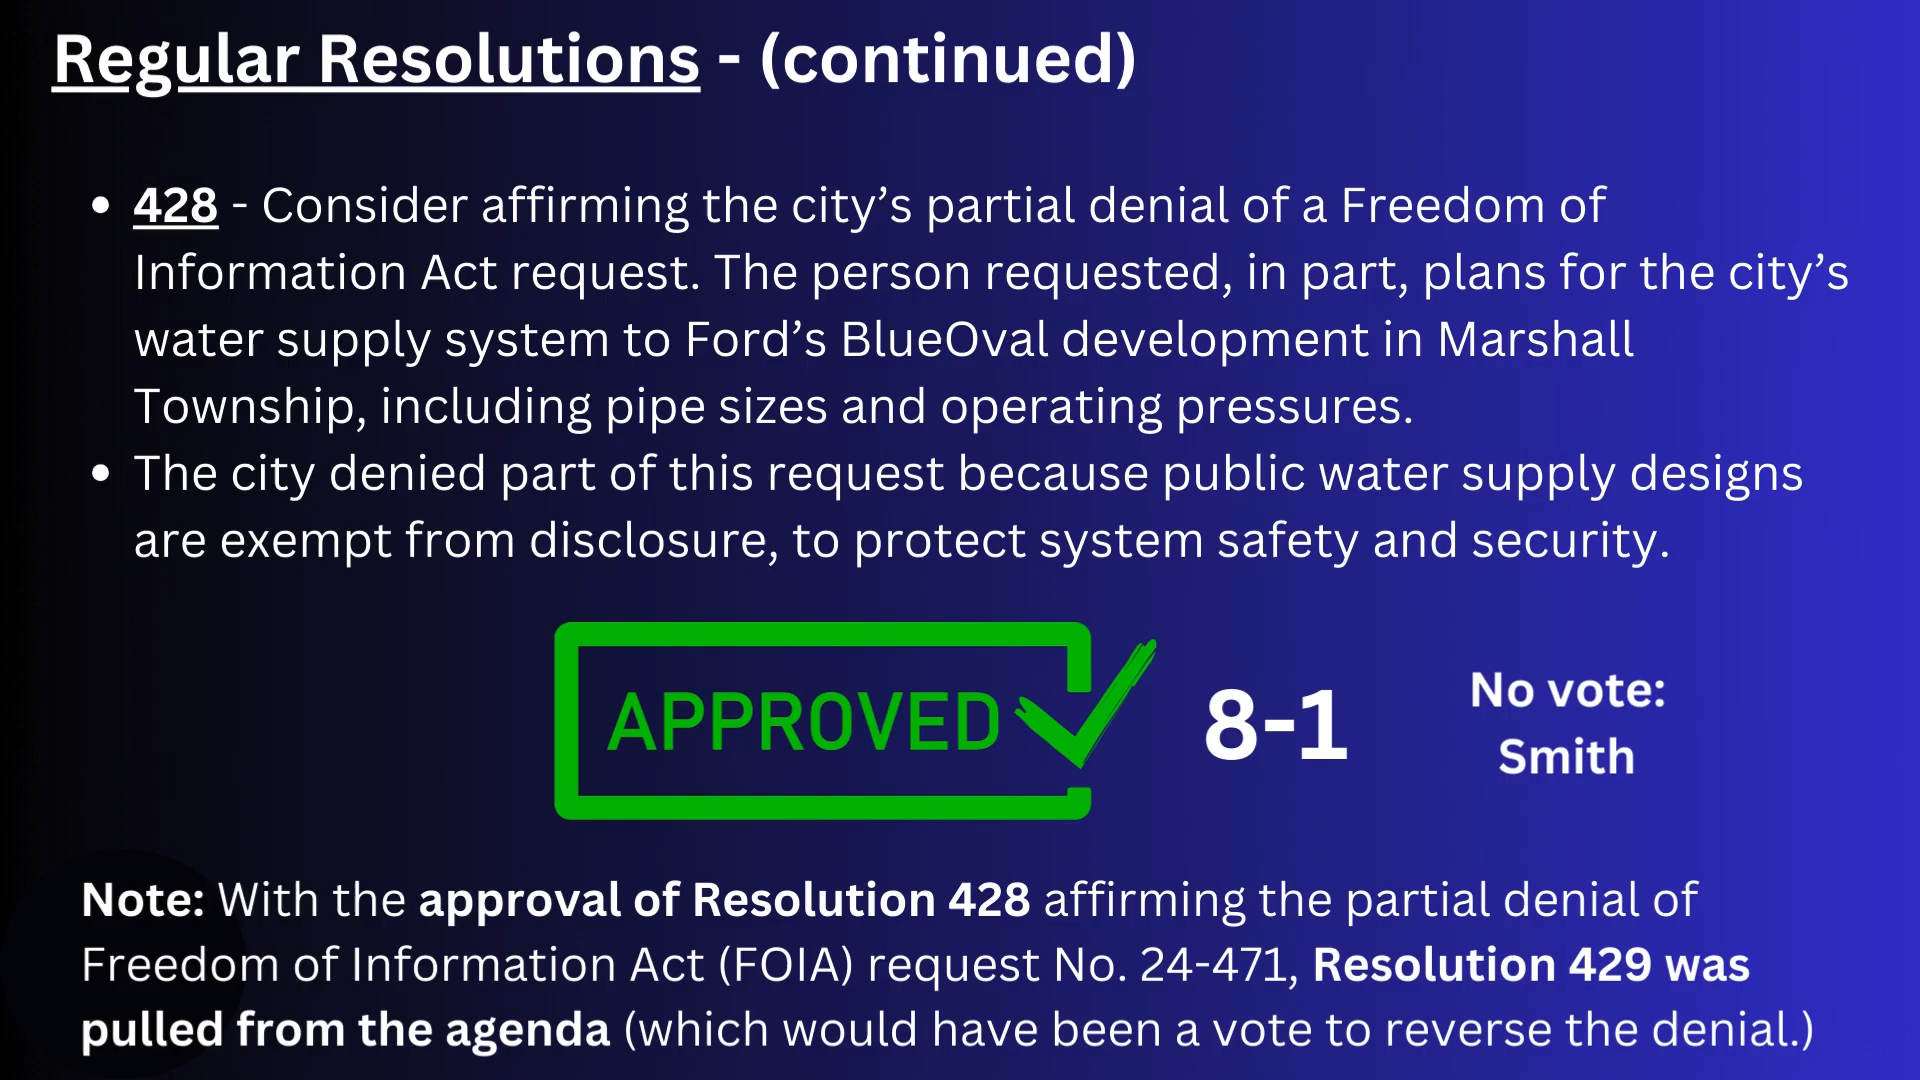 Regular Resolutions - (continued)
• 428 - Consider affirming the city’s partial denial of a Freedom of
Information Act request. The person requested, in part, plans for the city’s
water supply system to Ford’s BlueOval development in Marshall
Township, including pipe sizes and operating pressures.
• The city denied part of this request because public water supply designs
are exempt from disclosure, to protect system safety and security.
APPROVED
8-1
No vote:
Smith
Note: With the approval of Resolution 428 affirming the partial denial of
Freedom of Information Act (FOIA) request No. 24-471, Resolution 429 was
pulled from the agenda (which would have been a vote to reverse the denial.)